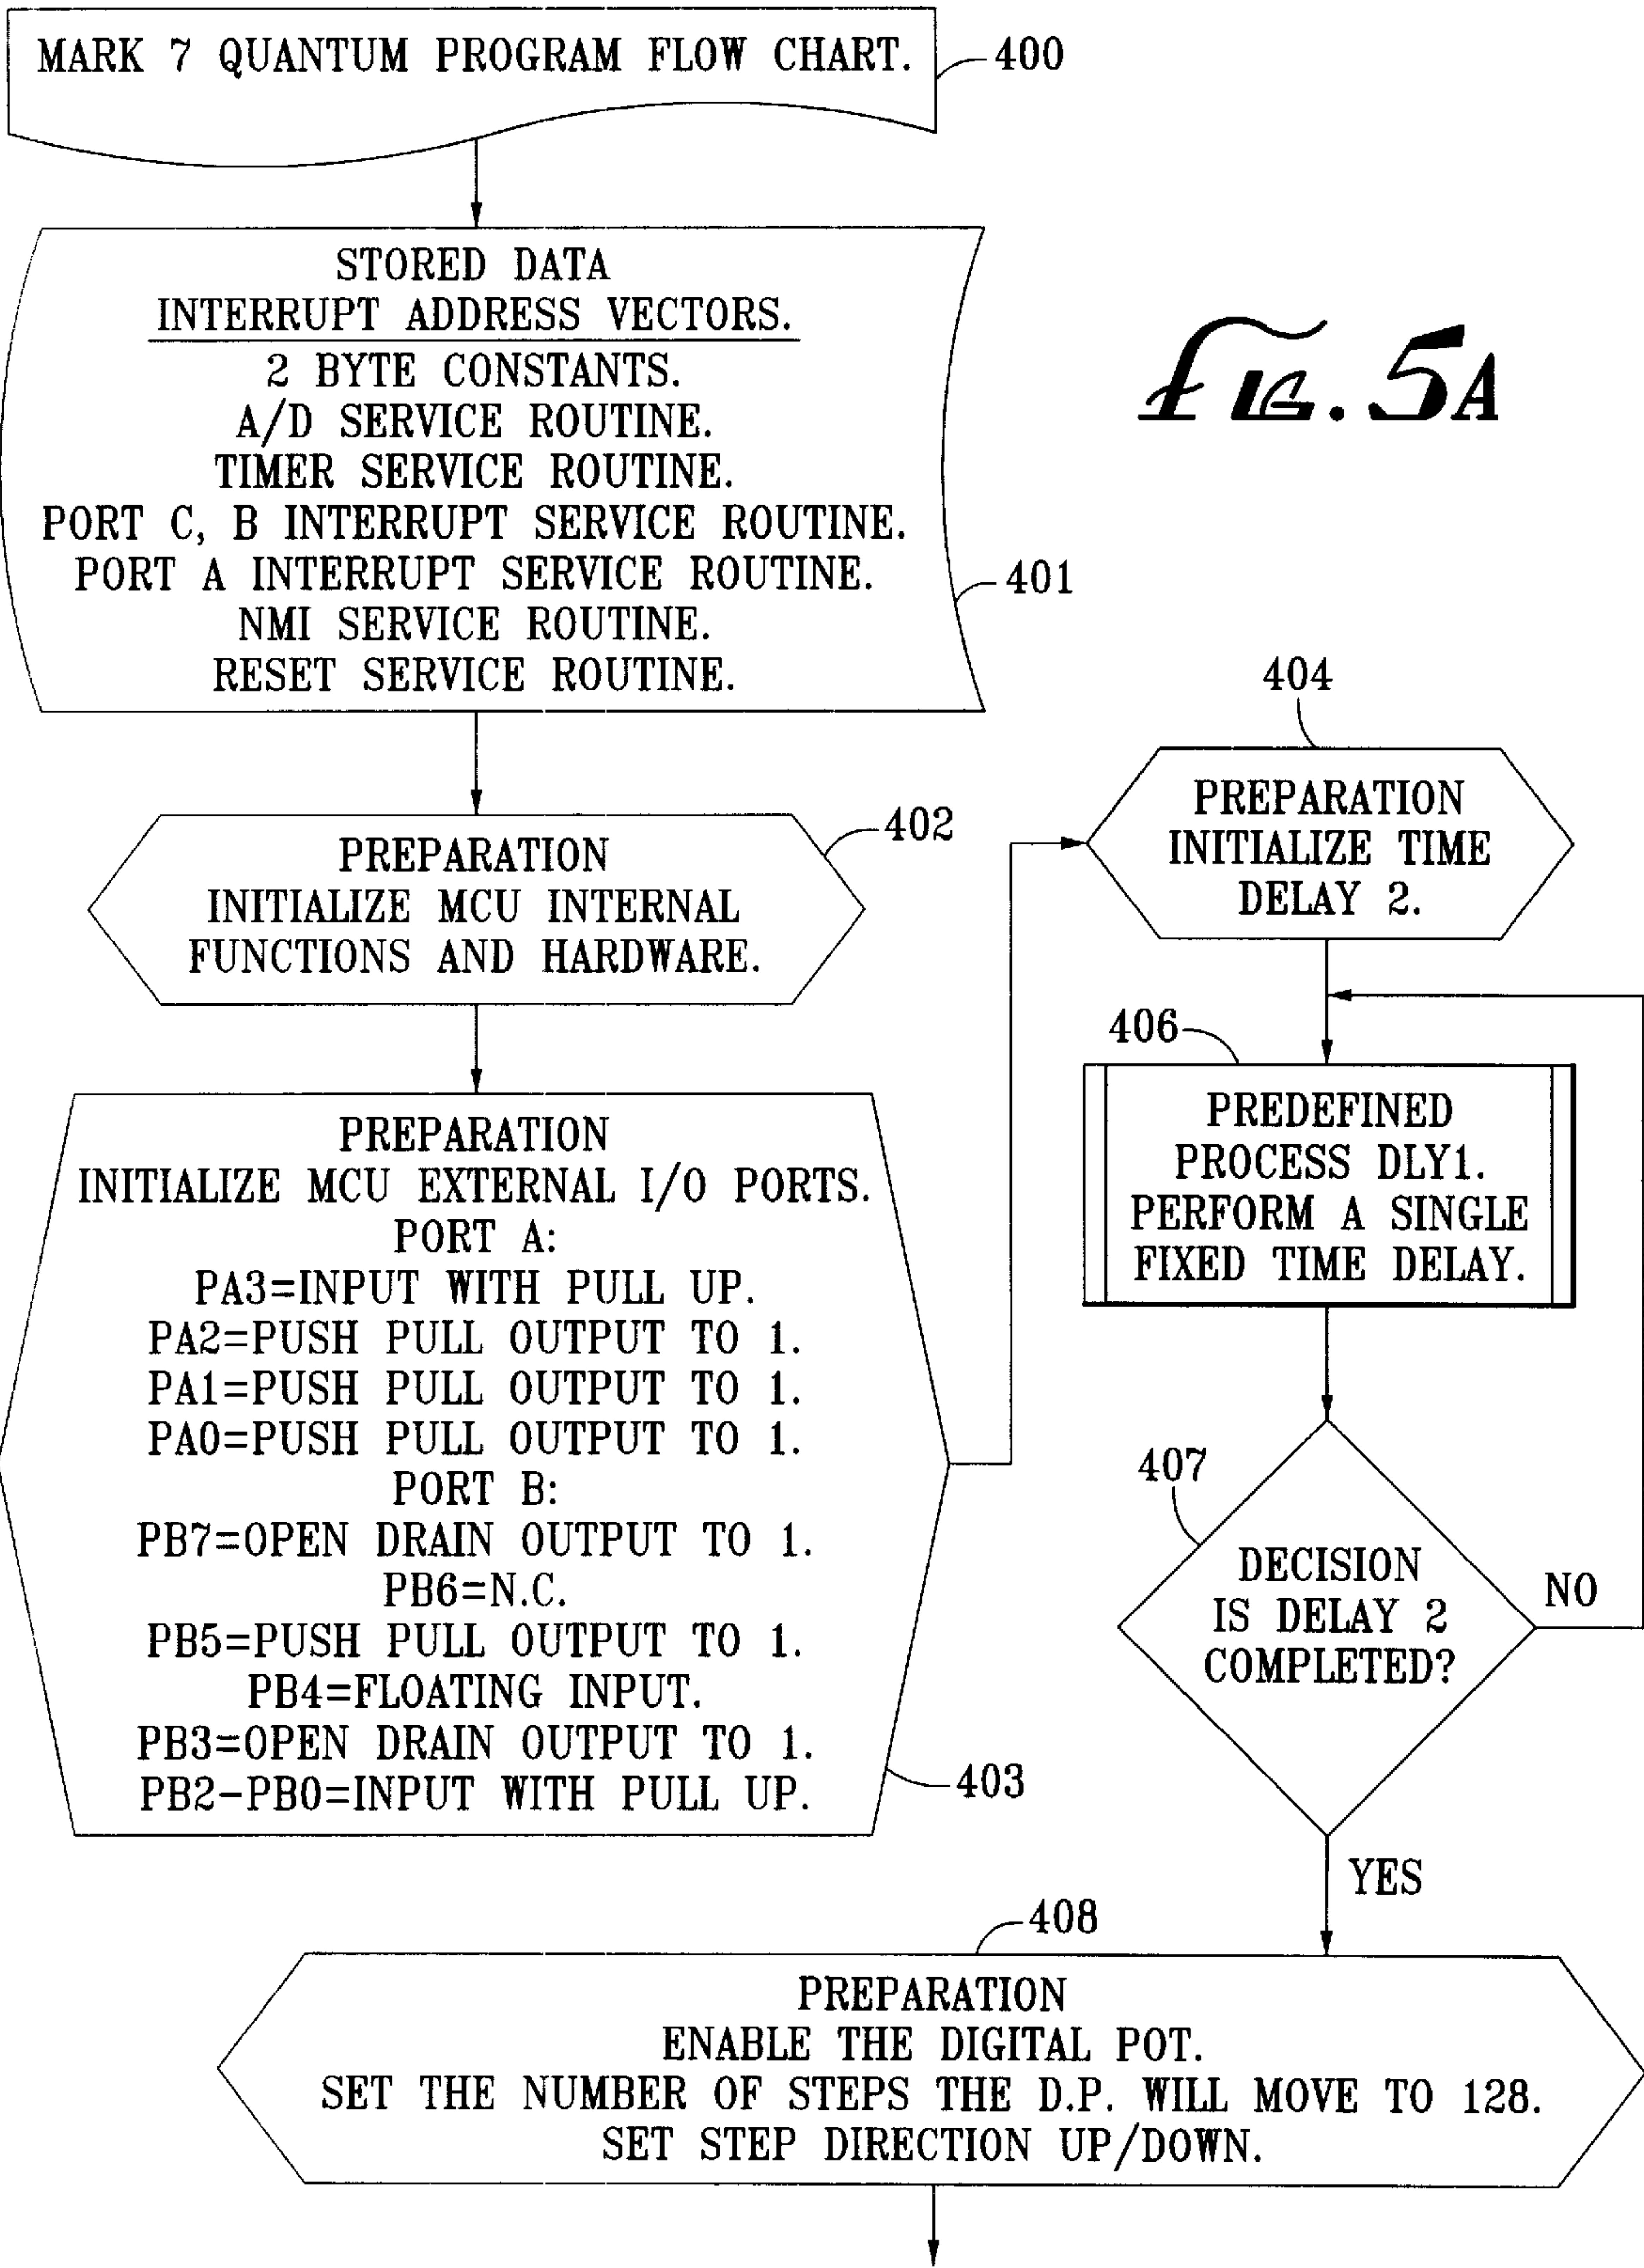 MARK 7 QUANTUM PROGRAM FLOW CHART.
400
STORED DATA
INTERRUPT ADDRESS VECTORS.
2 BYTE CONSTANTS.
A/D SERVICE ROUTINE.
TIMER SERVICE ROUTINE.
PORT C, B INTERRUPT SERVICE ROUTINE.
PORT A INTERRUPT SERVICE ROUTINE.
NMI SERVICE ROUTINE.
RESET SERVICE ROUTINE.
401
FIG. 5A
PREPARATION
INITIALIZE MCU INTERNAL
FUNCTIONS AND HARDWARE.
402
PREPARATION
INITIALIZE MCU EXTERNAL I/O PORTS.
PORT A:
PA3=INPUT WITH PULL UP.
PA2=PUSH PULL OUTPUT TO 1.
PA1=PUSH PULL OUTPUT TO 1.
PA0=PUSH PULL OUTPUT TO 1.
PORT B:
PB7=OPEN DRAIN OUTPUT TO 1.
PB6=N.C.
PB5=PUSH PULL OUTPUT TO 1.
PB4=FLOATING INPUT.
PB3=OPEN DRAIN OUTPUT TO 1.
PB2-PB0=INPUT WITH PULL UP.
403
404
PREPARATION
INITIALIZE TIME
DELAY 2.
406
PREDEFINED
PROCESS DLY1.
PERFORM A SINGLE
FIXED TIME DELAY.
407
DECISION
IS DELAY 2
COMPLETED?
NO
YES
408
PREPARATION
ENABLE THE DIGITAL POT.
SET THE NUMBER OF STEPS THE D.P. WILL MOVE TO 128.
SET STEP DIRECTION UP/DOWN.